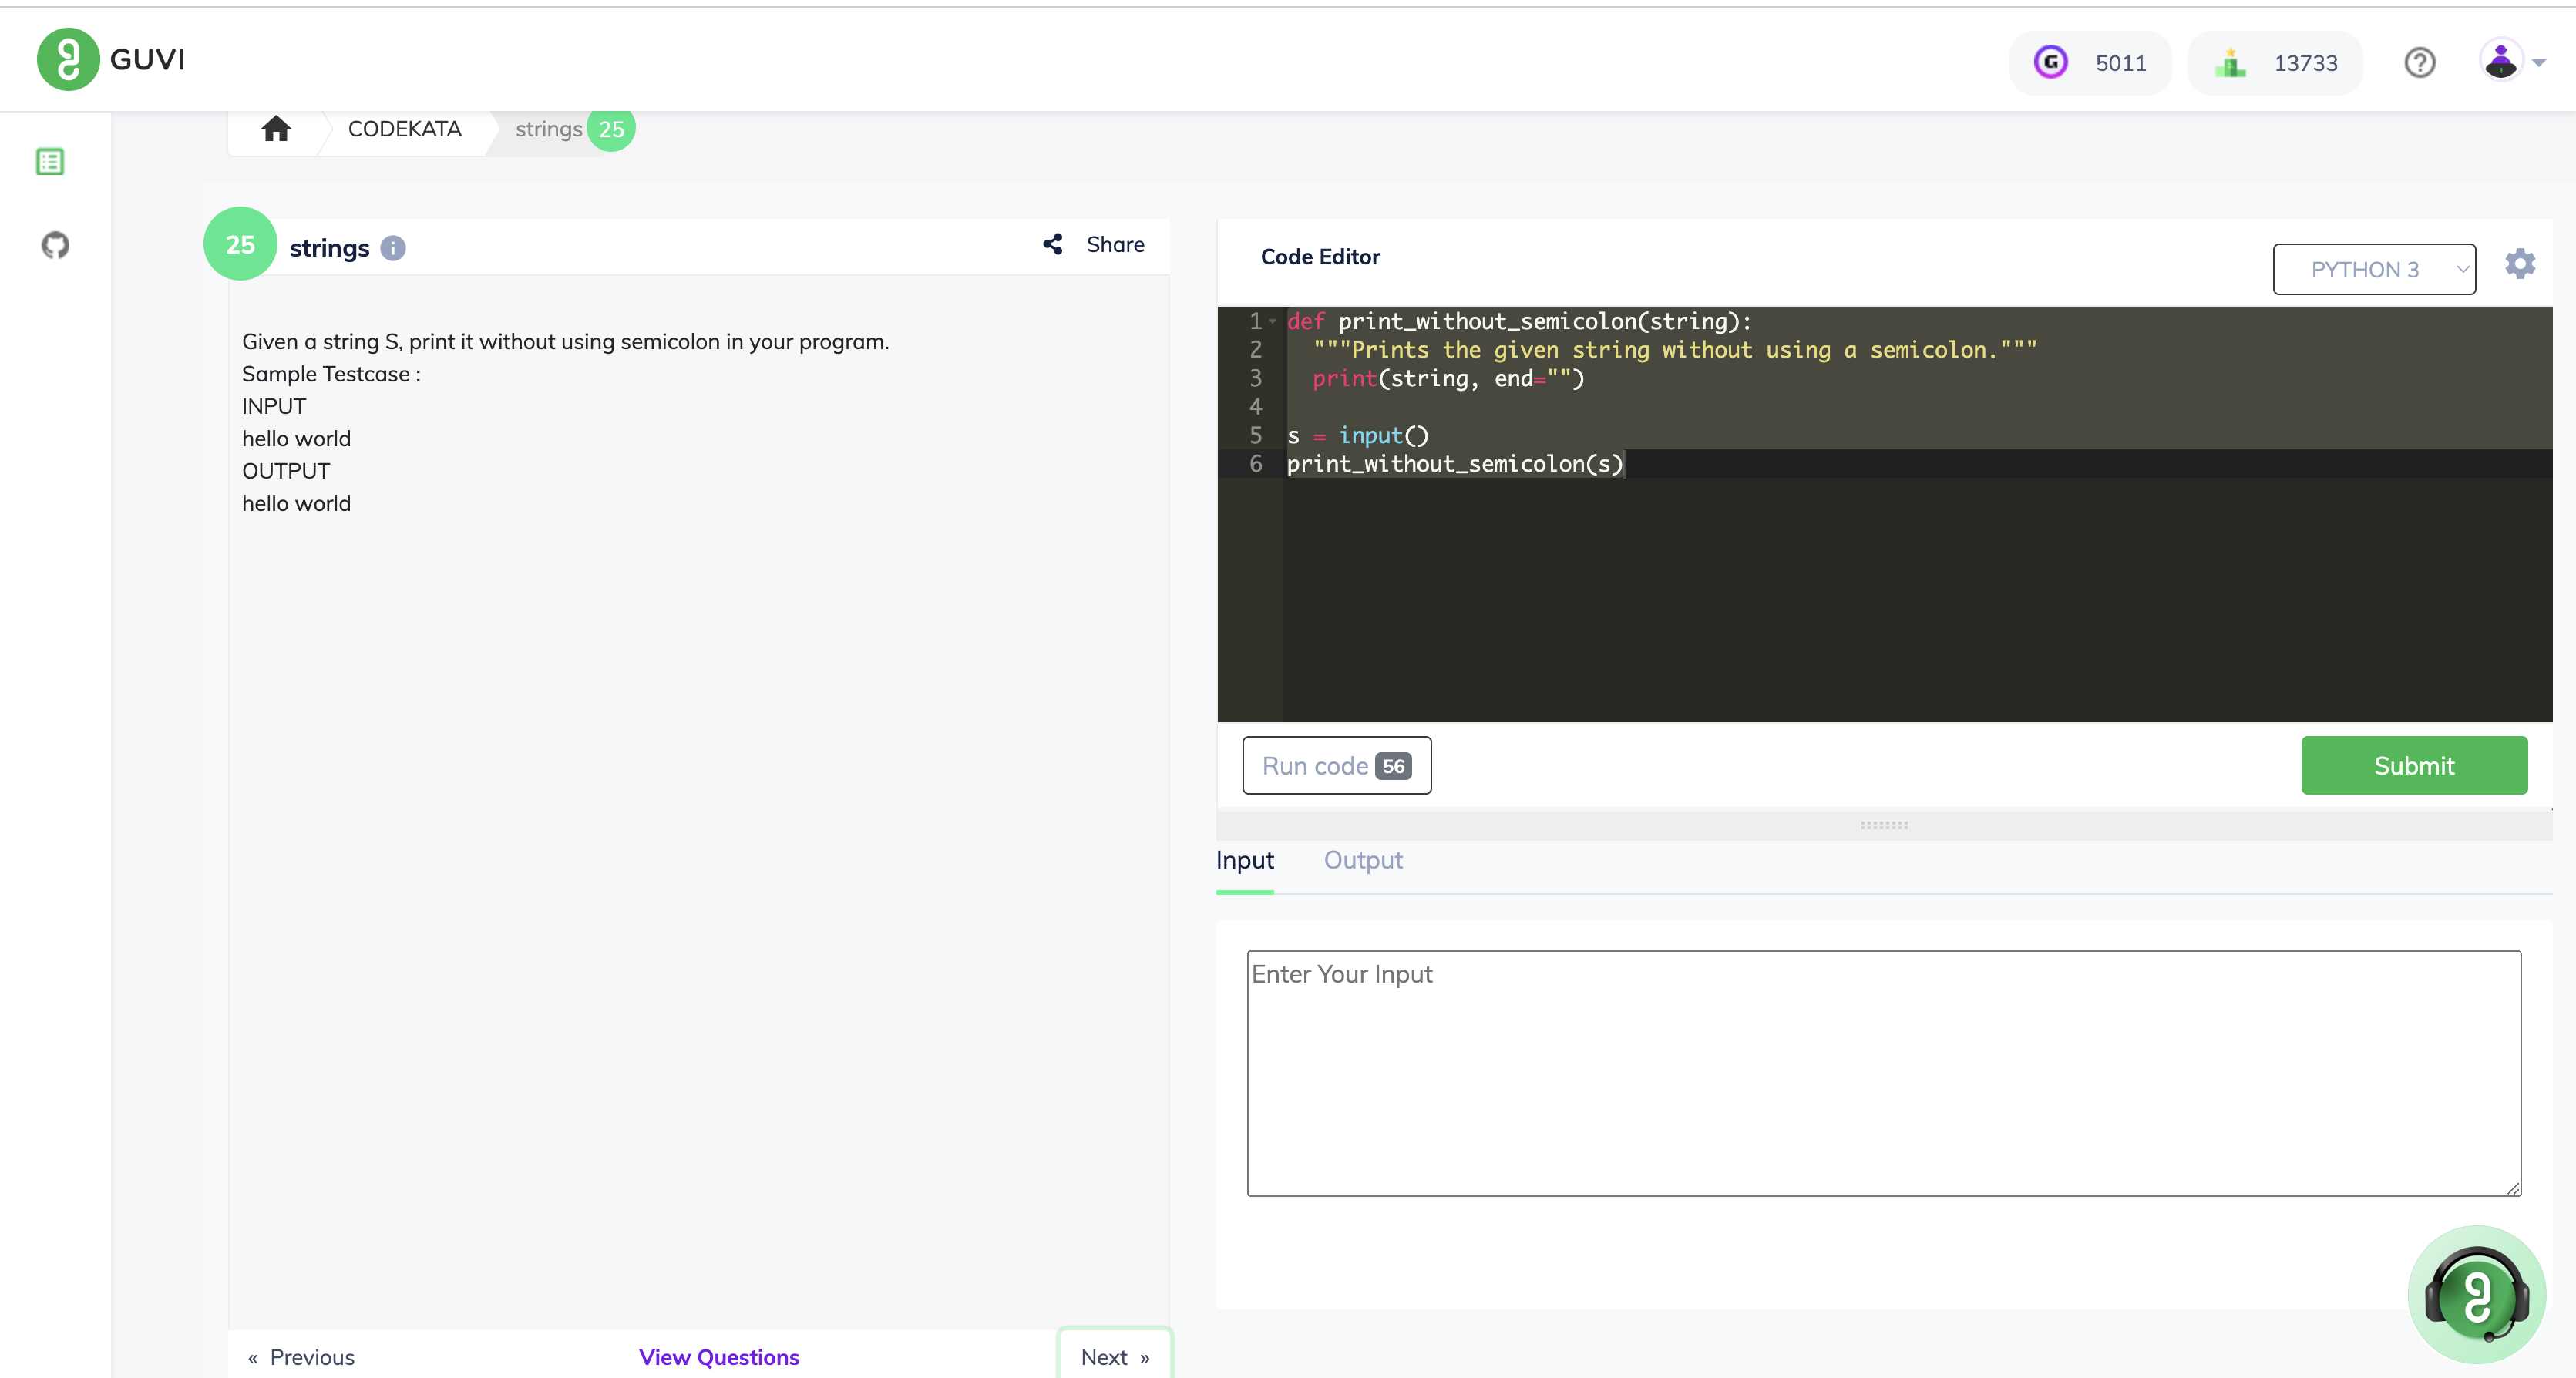 GUVI
5011
13733
CODEKATA
strings 25
25 strings
Share
Given a string S, print it without using semicolon in your program.
Sample Testcase :
INPUT
hello world
OUTPUT
hello world
« Previous
View Questions
Next »
Code Editor
PYTHON 3
1 def print_without_semicolon(string):
2 """Prints the given string without using a semicolon."""
3 print(string, end="")
4
5 s = input()
6 print_without_semicolon(s)
Run code 56
Submit
Input Output
Enter Your Input